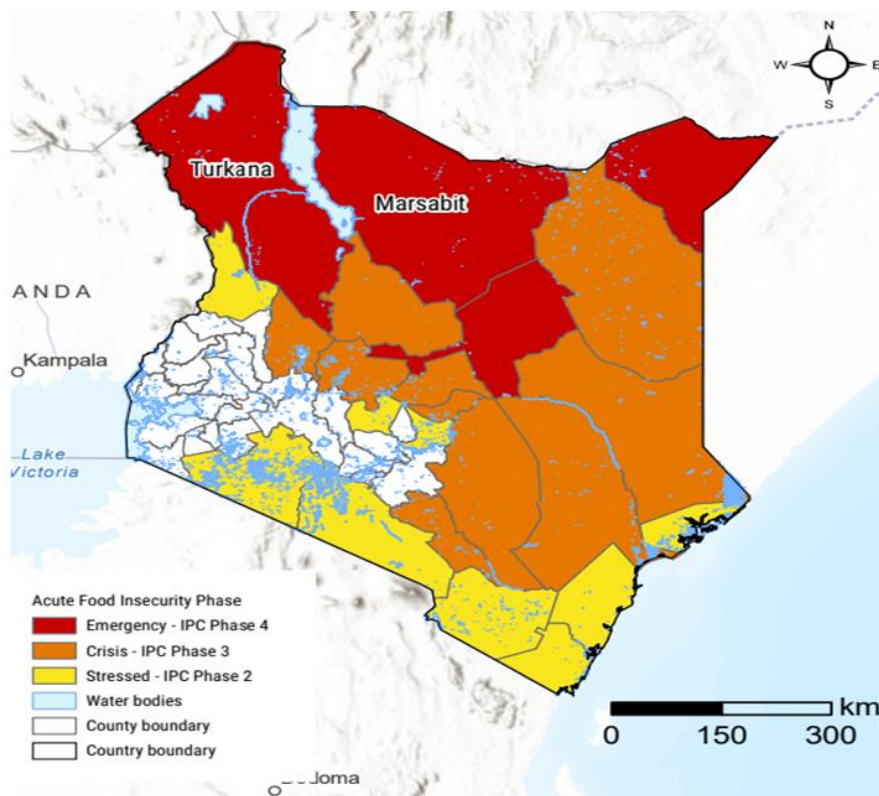 N
W E
S
Turkana
Marsabit
ANDA
Kampala
Lake
Victoria
Acute Food Insecurity Phase
Emergency - IPC Phase 4
Crisis - IPC Phase 3
Stressed - IPC Phase 2
Water bodies
County boundary
Country boundary
km
0 150 300